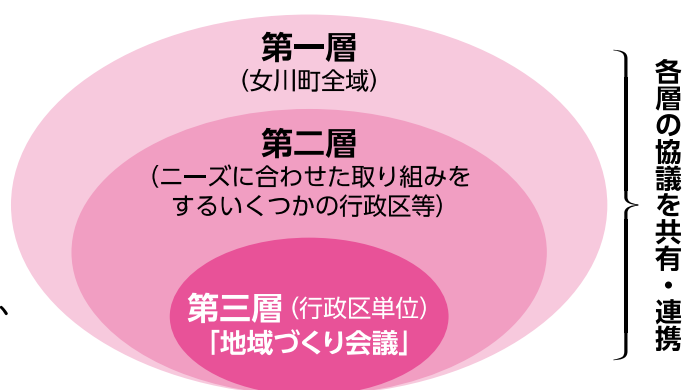 第一層
（女川町全域）
第二層
（ニーズに合わせた取り組みを
するいくつかの行政区等）
第三層（行政区単位）
「地域づくり会議」
各層の協議を共有・連携
、